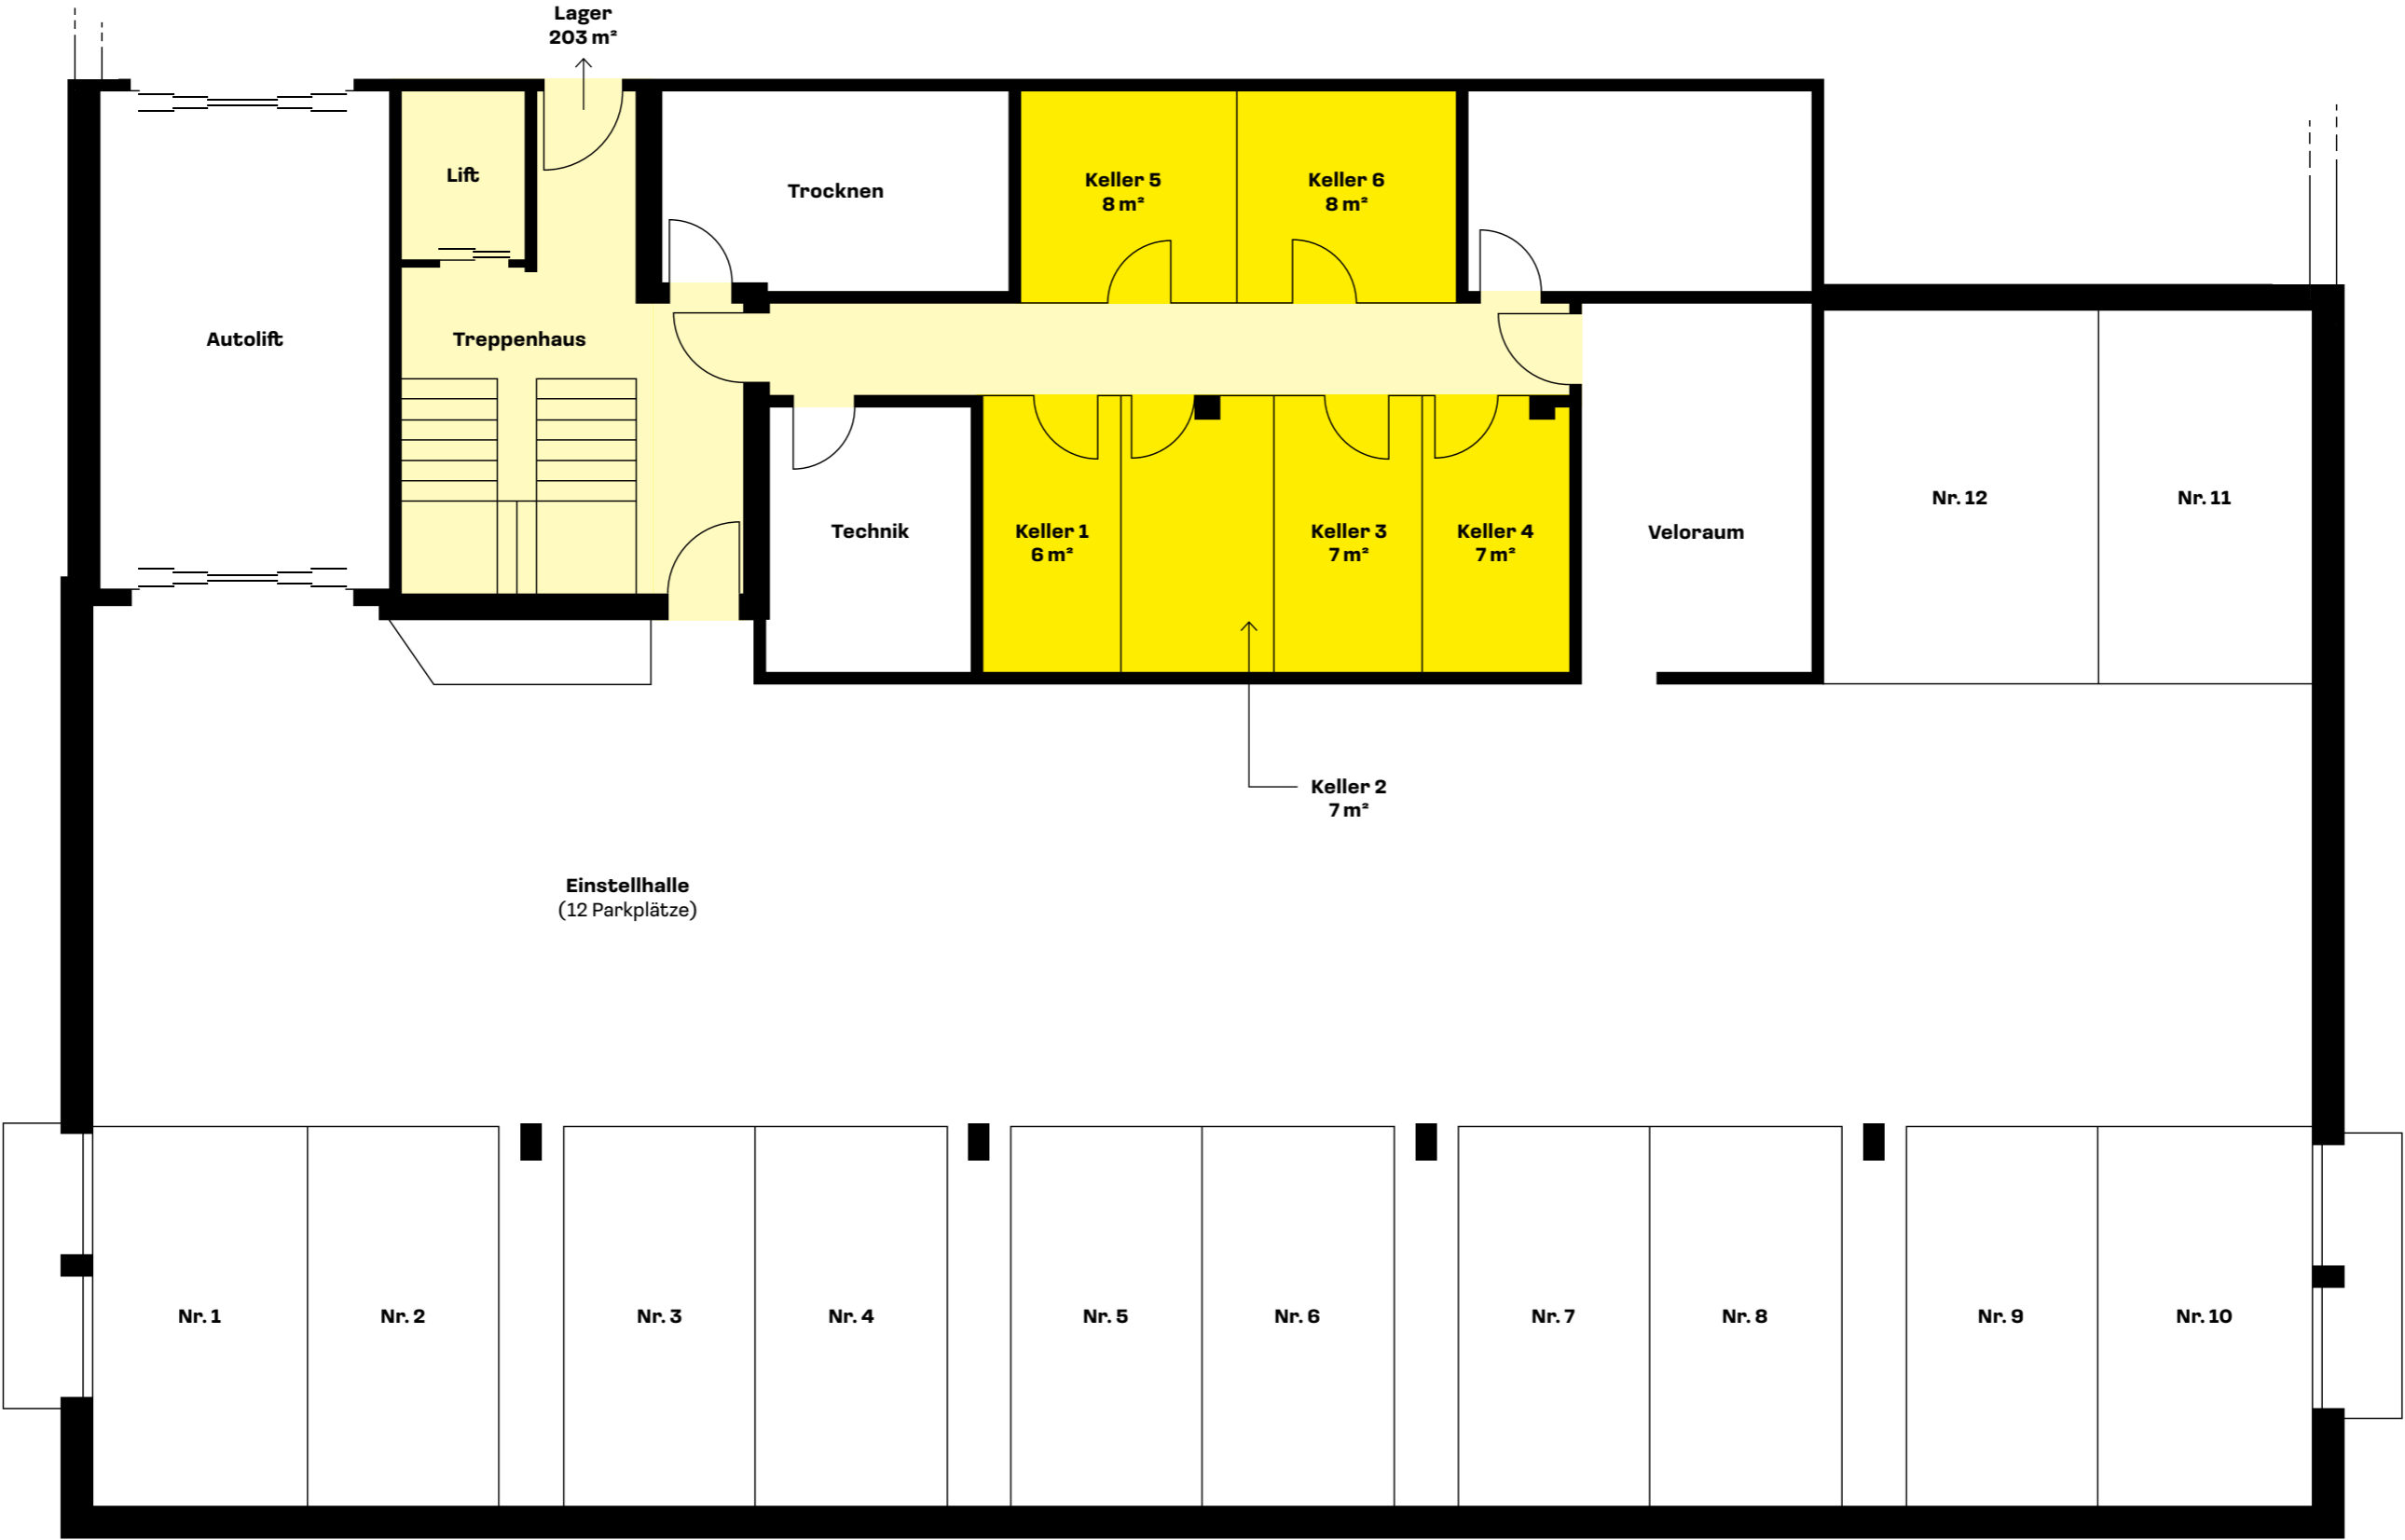 Lager
203 m²
Lift
Trocknen
Keller 5
8 m²
Keller 6
8 m²
Autolift
Treppenhaus
Technik
Keller 1
6 m²
Keller 3
7 m²
Keller 4
7 m²
Veloraum
Nr. 12
Nr. 11
Keller 2
7 m²
Einstellhalle
(12 Parkplätze)
Nr. 1
Nr. 2
Nr. 3
Nr. 4
Nr. 5
Nr. 6
Nr. 7
Nr. 8
Nr. 9
Nr. 10